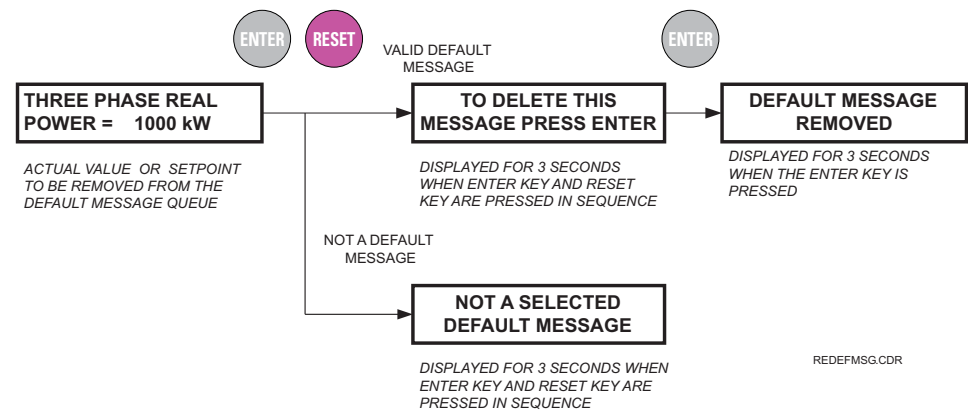 ENTER
RESET
ENTER
VALID DEFAULT
MESSAGE
THREE PHASE REAL
POWER = 1000 kW
TO DELETE THIS
MESSAGE PRESS ENTER
DEFAULT MESSAGE
REMOVED
ACTUAL VALUE OR SETPOINT
TO BE REMOVED FROM THE
DEFAULT MESSAGE QUEUE
DISPLAYED FOR 3 SECONDS
WHEN ENTER KEY AND RESET
KEY ARE PRESSED IN SEQUENCE
DISPLAYED FOR 3 SECONDS
WHEN THE ENTER KEY IS
PRESSED
NOT A DEFAULT
MESSAGE
NOT A SELECTED
DEFAULT MESSAGE
DISPLAYED FOR 3 SECONDS WHEN
ENTER KEY AND RESET KEY ARE
PRESSED IN SEQUENCE
REDEFMSG.CDR